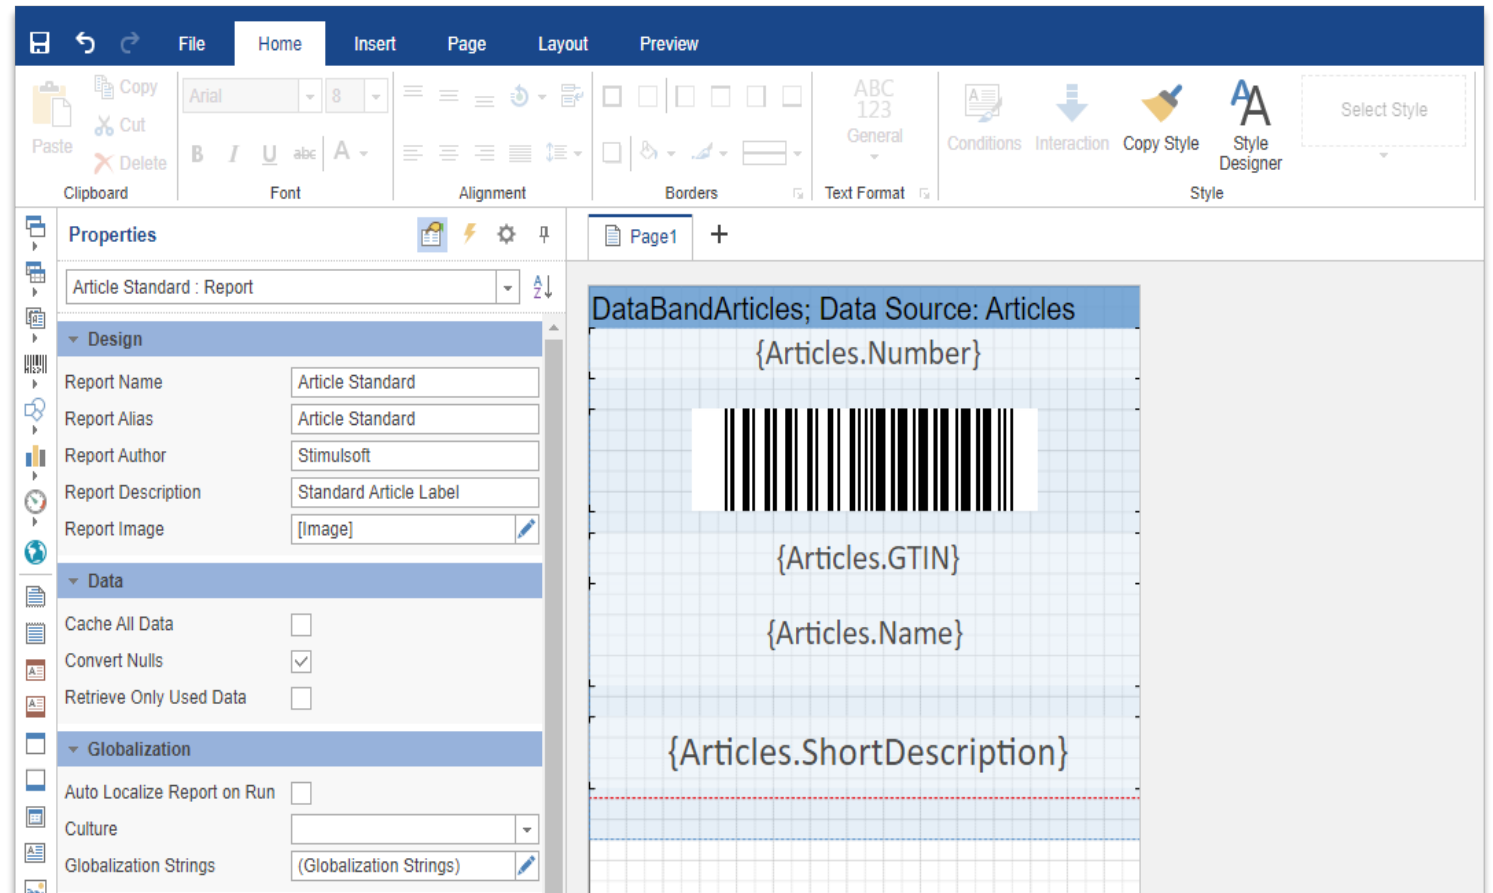 File Home Insert Page Layout Preview
Copy Arial 8 ABC
123 Select Style
Cut
Paste General Conditions Interaction Copy Style Style
Designer
Delete B I U abc A
Clipboard Font Alignment Borders Text Format Style
Properties Page1
Article Standard : Report
AZ
DataBandArticles; Data Source: Articles
Design
{Articles.Number}
Report Name Article Standard
Report Alias Article Standard
Report Author Stimulsoft
Report Description Standard Article Label
Report Image [Image]
{Articles.GTIN}
Data
Cache All Data
{Articles.Name}
Convert Nulls
Retrieve Only Used Data
Globalization
{Articles.ShortDescription}
Auto Localize Report on Run
Culture
Globalization Strings (Globalization Strings)